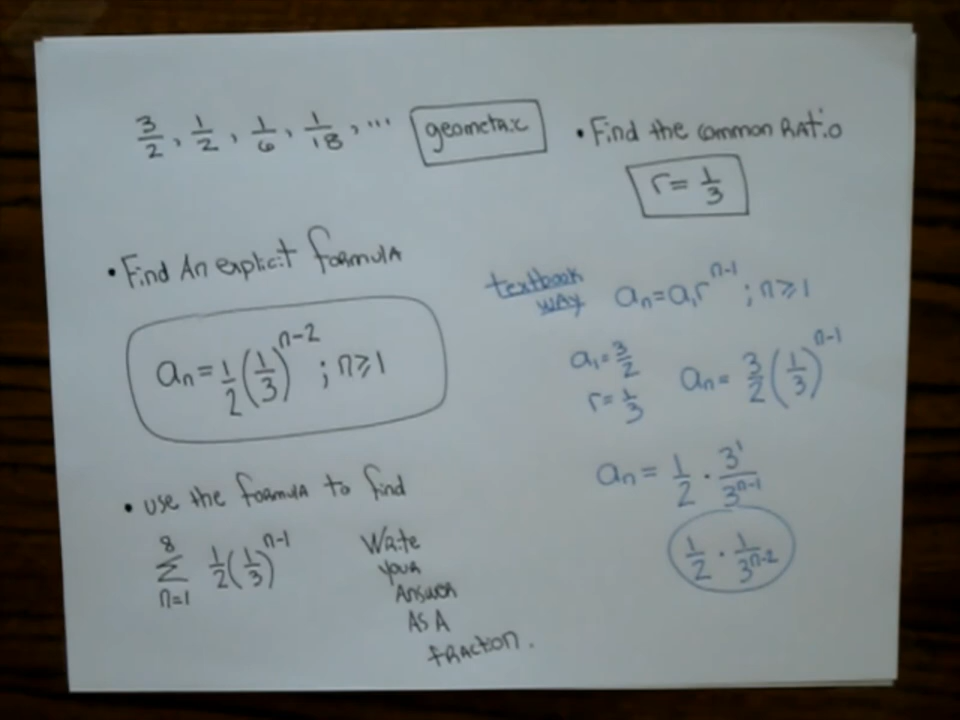 3/2, 1/2, 1/6, 1/18, ... geometric
• Find the common Ratio
r = 1/3
• Find An explicit formula
aₙ = 1/2(1/3)ⁿ⁻² ; n ≥ 1
textbook way
aₙ = a₁rⁿ⁻¹ ; n ≥ 1
a₁ = 3/2
r = 1/3
aₙ = 3/2(1/3)ⁿ⁻¹
aₙ = 1/2 · 3¹/3ⁿ⁻¹
1/2 · 1/3ⁿ⁻²
• use the formula to find
8
Σ 1/2(1/3)ⁿ⁻¹
n=1
Write
your
Answer
As A
fraction.